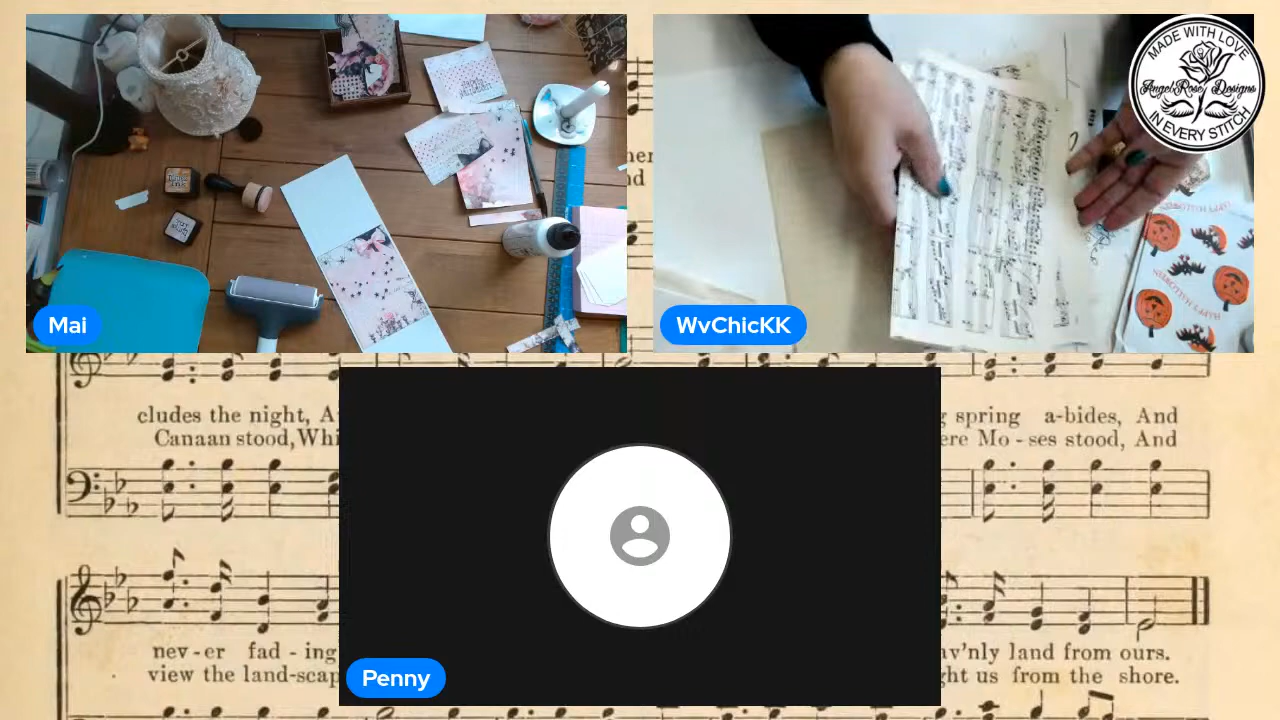 Mai
WvChicKK
MADE WITH LOVE
AngelRose Designs
IN EVERY STITCH
cludes the night,
spring a-bides, And
Canaan stood,
ere Mo-ses stood, And
Penny
nev-er fad-ing
av'nly land from ours.
view the land-scap
ght us from the shore.